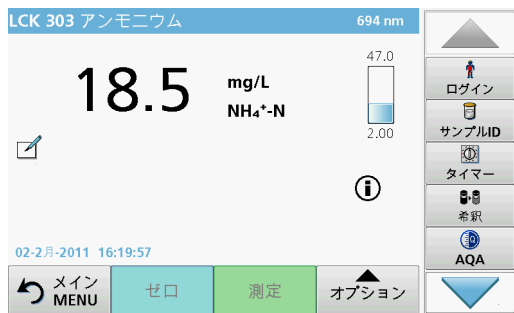 LCK 303 アンモニウム 694 nm
47.0
18.5 mg/L
NH₄⁺-N
2.00
i
02-2月-2011 16:19:57
メイン
MENU
ゼロ
測定
オプション
ログイン
サンプルID
タイマー
希釈
AQA